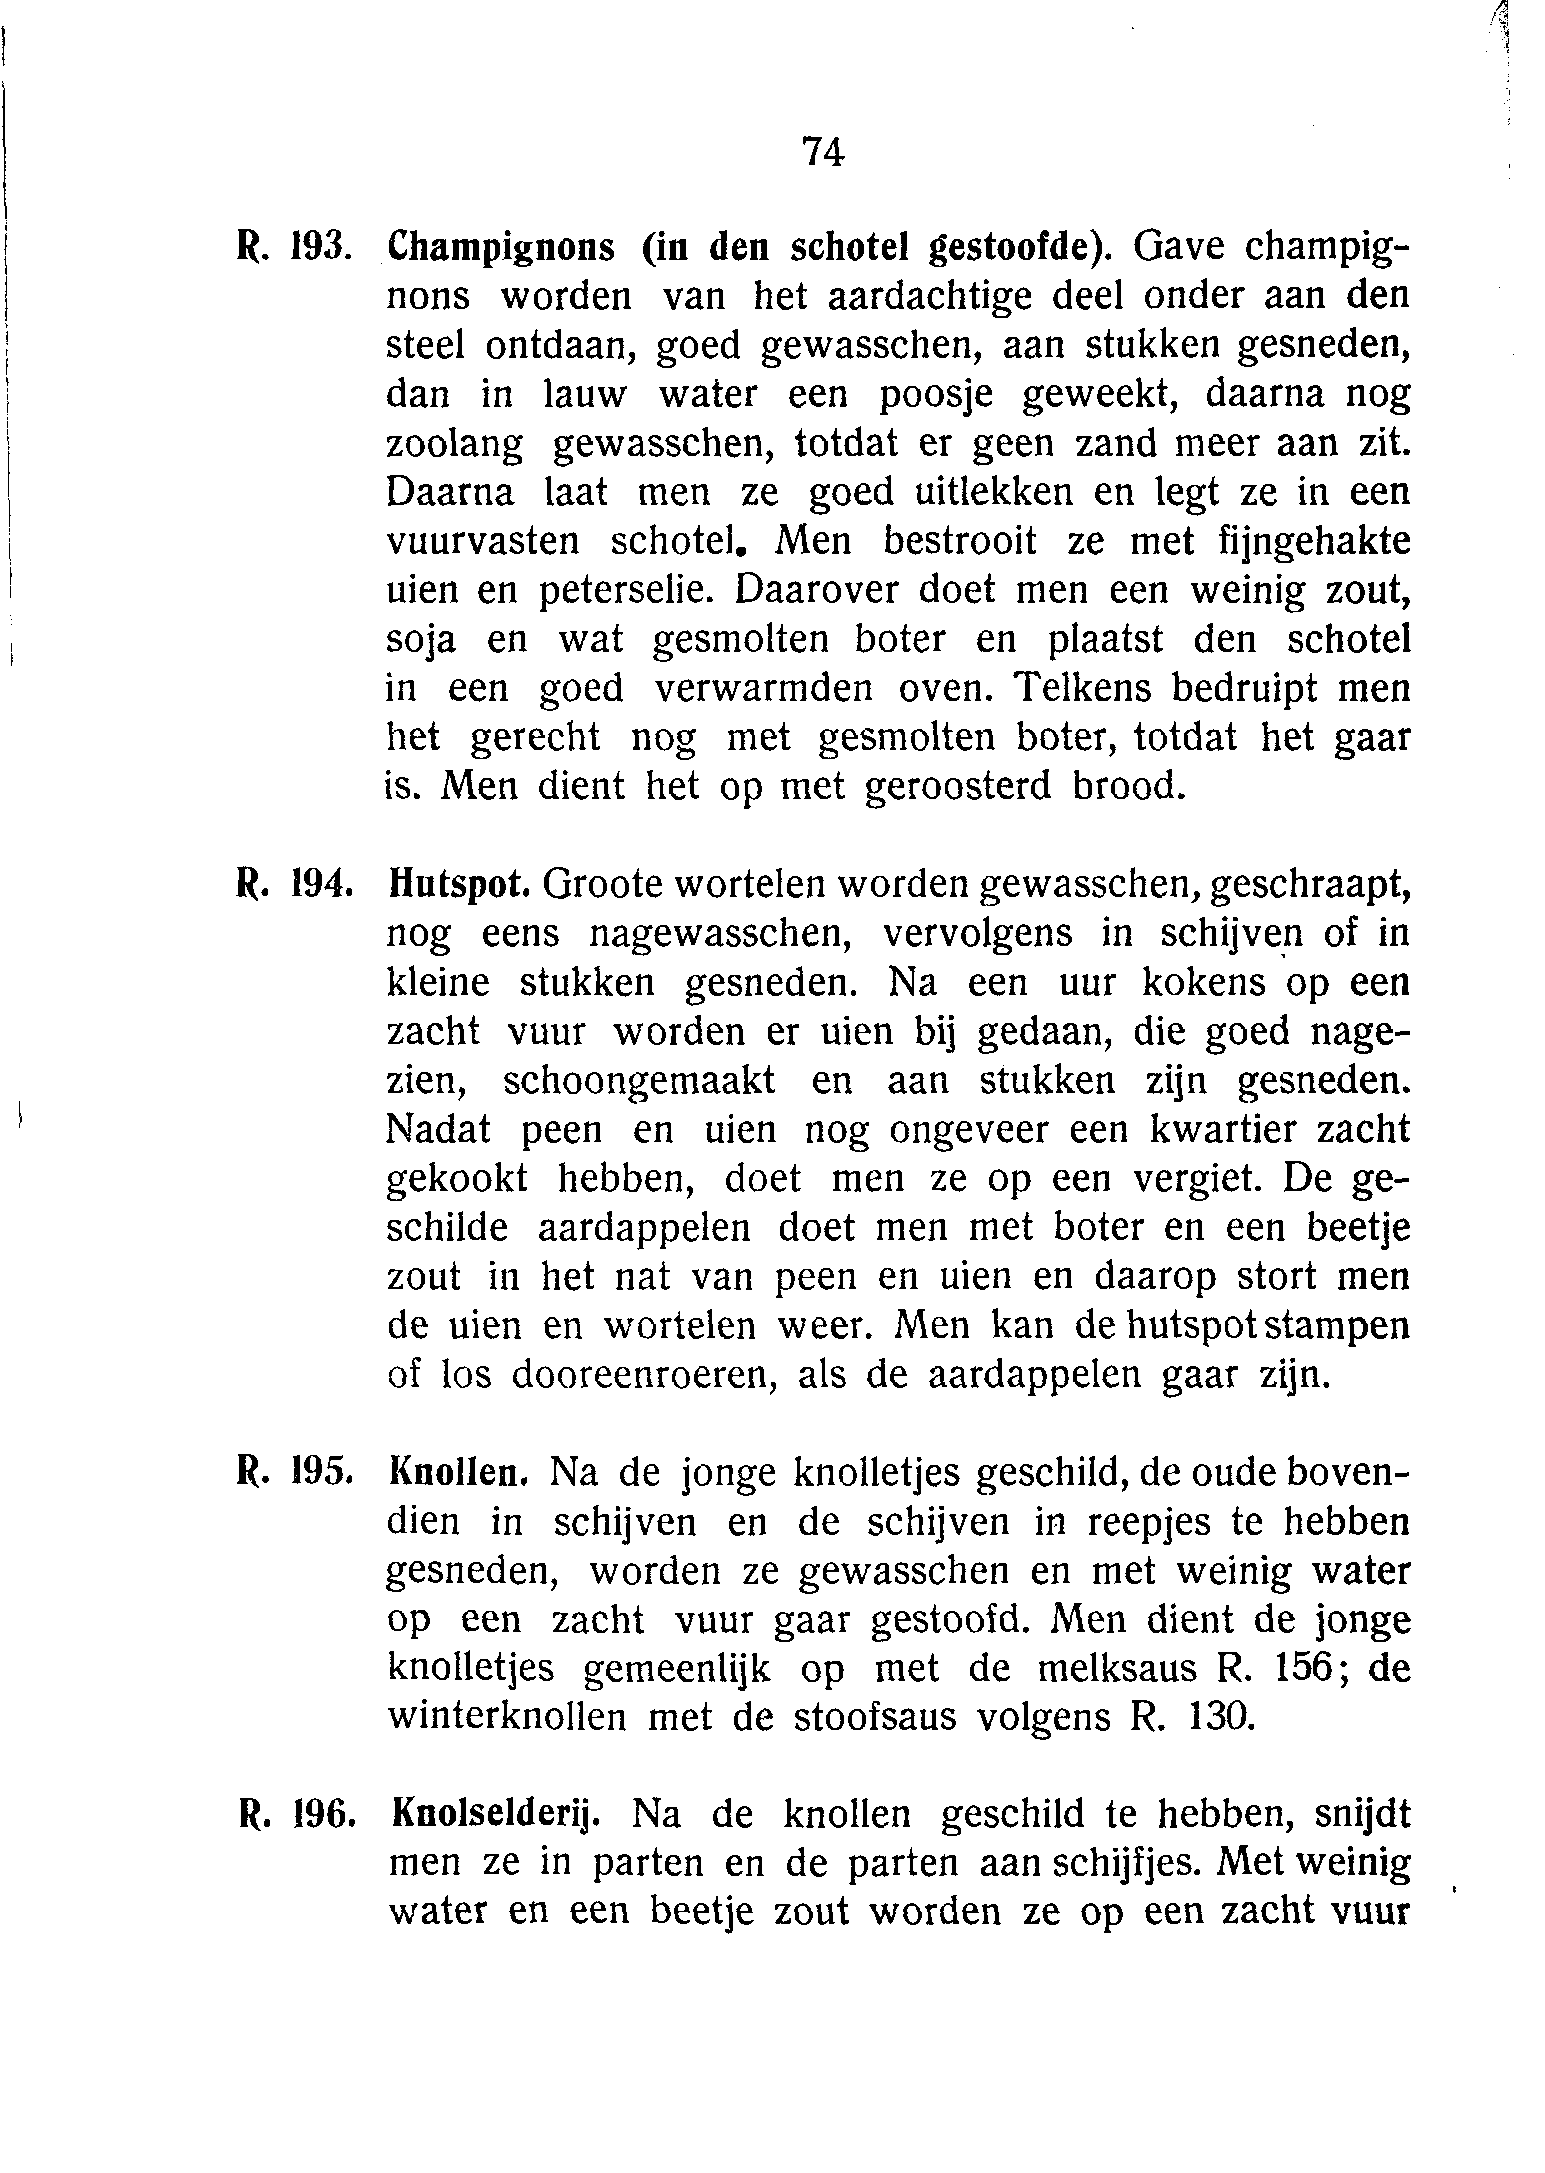 74
R. 193. Champignons (in den schotel gestoofde). Gave champig-
nons worden van het aardachtige deel onder aan den
steel ontdaan, goed gewasschen, aan stukken gesneden,
dan in lauw water een poosje geweekt, daarna nog
zoolang gewasschen, totdat er geen zand meer aan zit.
Daarna laat men ze goed uitlekken en legt ze in een
vuurvasten schotel. Men bestrooit ze met fijngehakte
uien en peterselie. Daarover doet men een weinig zout,
soja en wat gesmolten boter en plaatst den schotel
in een goed verwarmden oven. Telkens bedruipt men
het gerecht nog met gesmolten boter, totdat het gaar
is. Men dient het op met geroosterd brood.
R. 194. Hutspot. Groote wortelen worden gewasschen, geschraapt,
nog eens nagewasschen, vervolgens in schijven of in
kleine stukken gesneden. Na een uur kokens op een
zacht vuur worden er uien bij gedaan, die goed nage-
zien, schoongemaakt en aan stukken zijn gesneden.
Nadat peen en uien nog ongeveer een kwartier zacht
gekookt hebben, doet men ze op een vergiet. De ge-
schilde aardappelen doet men met boter en een beetje
zout in het nat van peen en uien en daarop stort men
de uien en wortelen weer. Men kan de hutspot stampen
of los dooreenroeren, als de aardappelen gaar zijn.
R. 195. Knollen. Na de jonge knolletjes geschild, de oude boven-
dien in schijven en de schijven in reepjes te hebben
gesneden, worden ze gewasschen en met weinig water
op een zacht vuur gaar gestoofd. Men dient de jonge
knolletjes gemeenlijk op met de melksaus R. 156; de
winterknollen met de stoofsaus volgens R. 130.
R. 196. Knolselderij. Na de knollen geschild te hebben, snijdt
men ze in parten en de parten aan schijfjes. Met weinig
water en een beetje zout worden ze op een zacht vuur